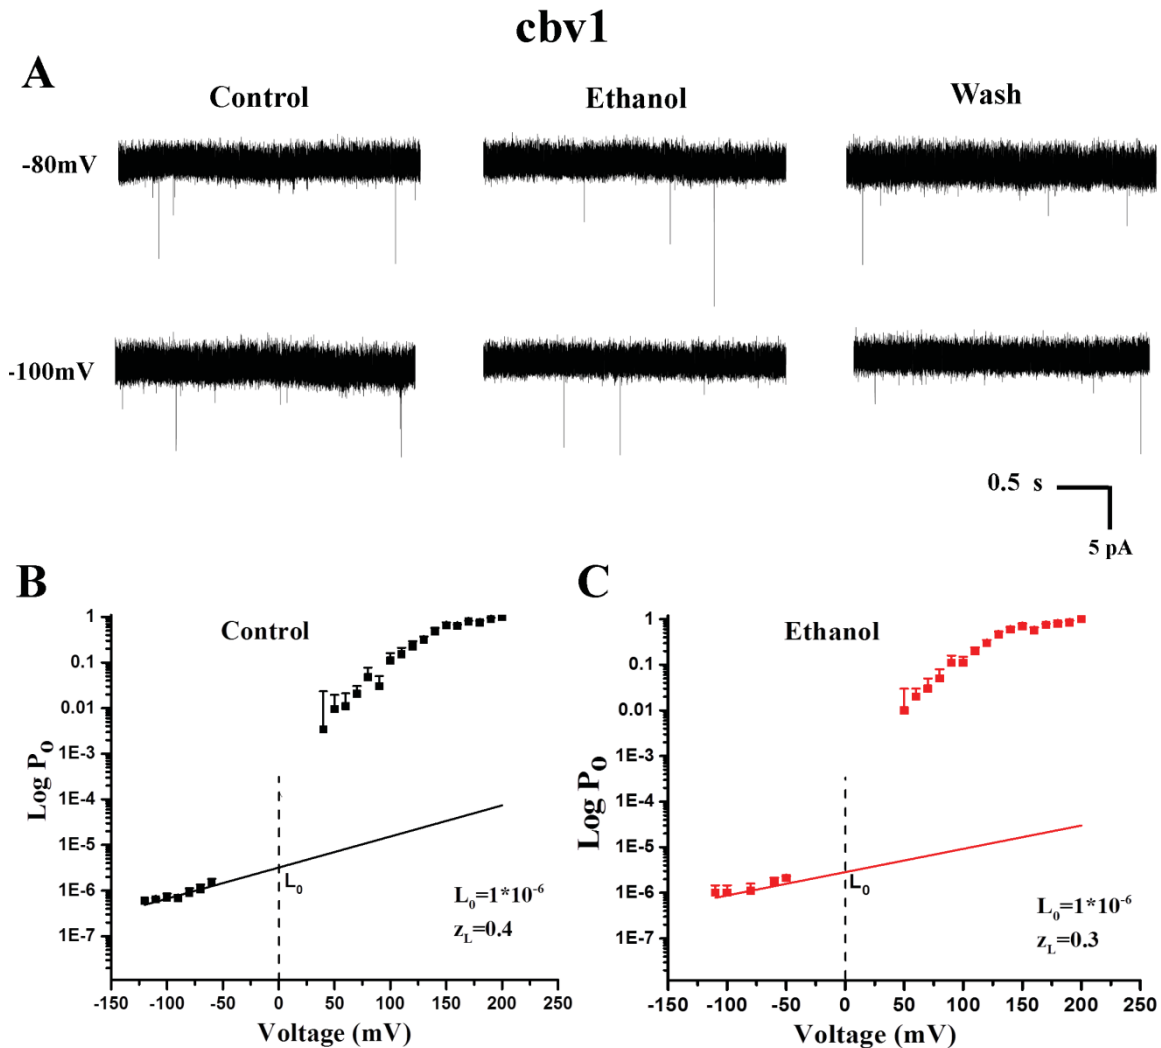 cbv1
A
Control Ethanol Wash
-80mV
-100mV
0.5 s
5 pA
B
Control
Log P₀
1
0.1
0.01
1E-3
1E-4
1E-5
1E-6
1E-7
L₀
L₀=1*10⁻⁶
z_L=0.4
-150 -100 -50 0 50 100 150 200 250
Voltage (mV)
C
Ethanol
Log P₀
1
0.1
0.01
1E-3
1E-4
1E-5
1E-6
1E-7
L₀
L₀=1*10⁻⁶
z_L=0.3
-150 -100 -50 0 50 100 150 200 250
Voltage (mV)